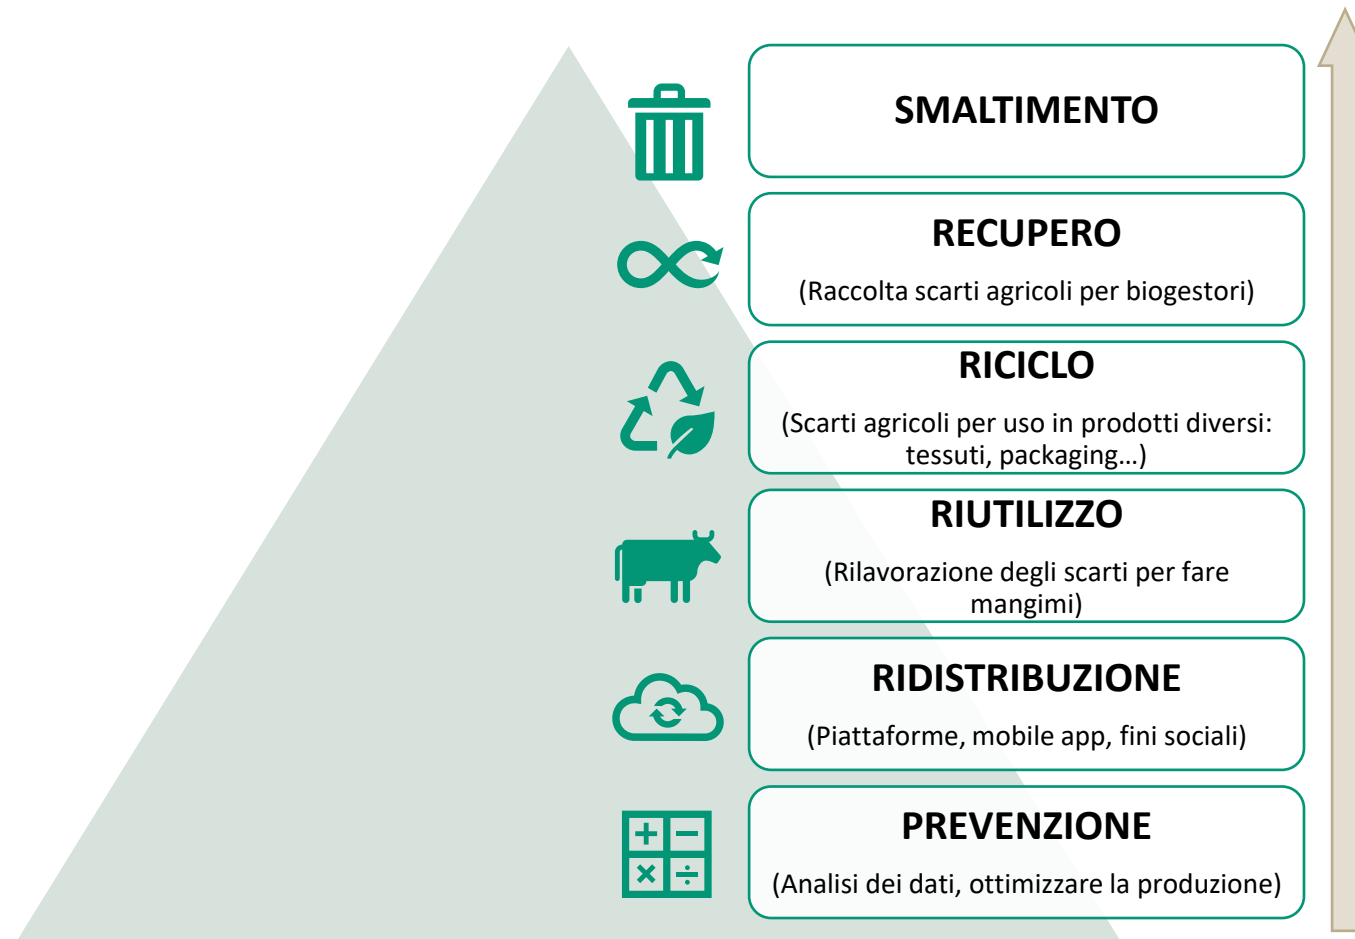 SMALTIMENTO
RECUPERO
(Raccolta scarti agricoli per biogestori)
RICICLO
(Scarti agricoli per uso in prodotti diversi:
tessuti, packaging...)
RIUTILIZZO
(Rilavorazione degli scarti per fare
mangimi)
RIDISTRIBUZIONE
(Piattaforme, mobile app, fini sociali)
PREVENZIONE
(Analisi dei dati, ottimizzare la produzione)